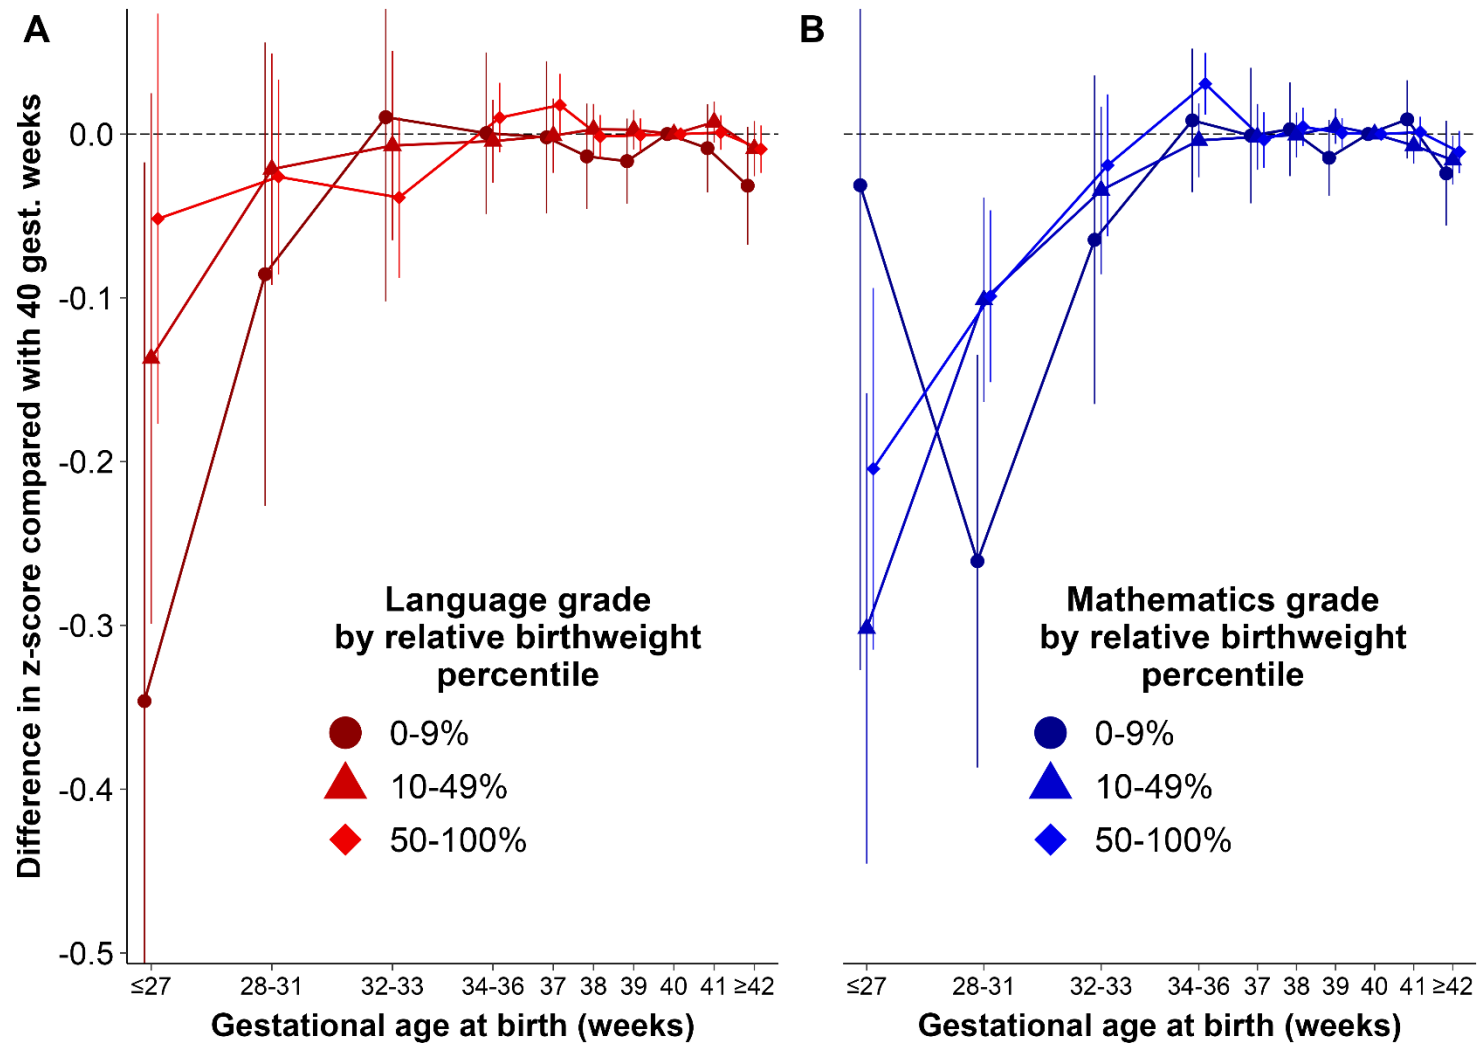 A
B
Difference in z-score compared with 40 gest. weeks
0.0
-0.1
-0.2
-0.3
-0.4
-0.5
Language grade
by relative birthweight
percentile
0-9%
10-49%
50-100%
Mathematics grade
by relative birthweight
percentile
0-9%
10-49%
50-100%
≤27 28-31 32-33 34-36 37 38 39 40 41 ≥42
≤27 28-31 32-33 34-36 37 38 39 40 41 ≥42
Gestational age at birth (weeks)
Gestational age at birth (weeks)